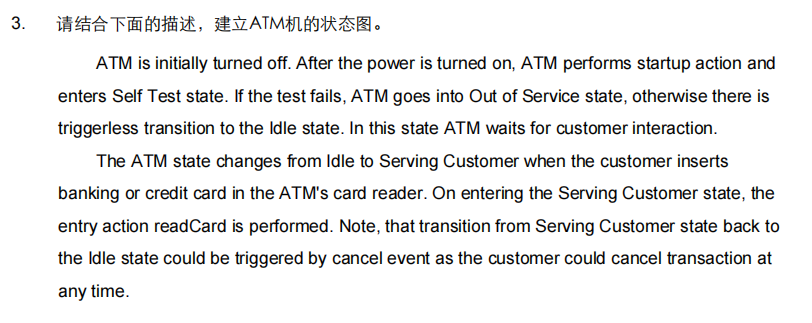 3. 请结合下面的描述，建立ATM机的状态图。
ATM is initially turned off. After the power is turned on, ATM performs startup action and
enters Self Test state. If the test fails, ATM goes into Out of Service state, otherwise there is
triggerless transition to the Idle state. In this state ATM waits for customer interaction.
The ATM state changes from Idle to Serving Customer when the customer inserts
banking or credit card in the ATM's card reader. On entering the Serving Customer state, the
entry action readCard is performed. Note, that transition from Serving Customer state back to
the Idle state could be triggered by cancel event as the customer could cancel transaction at
any time.